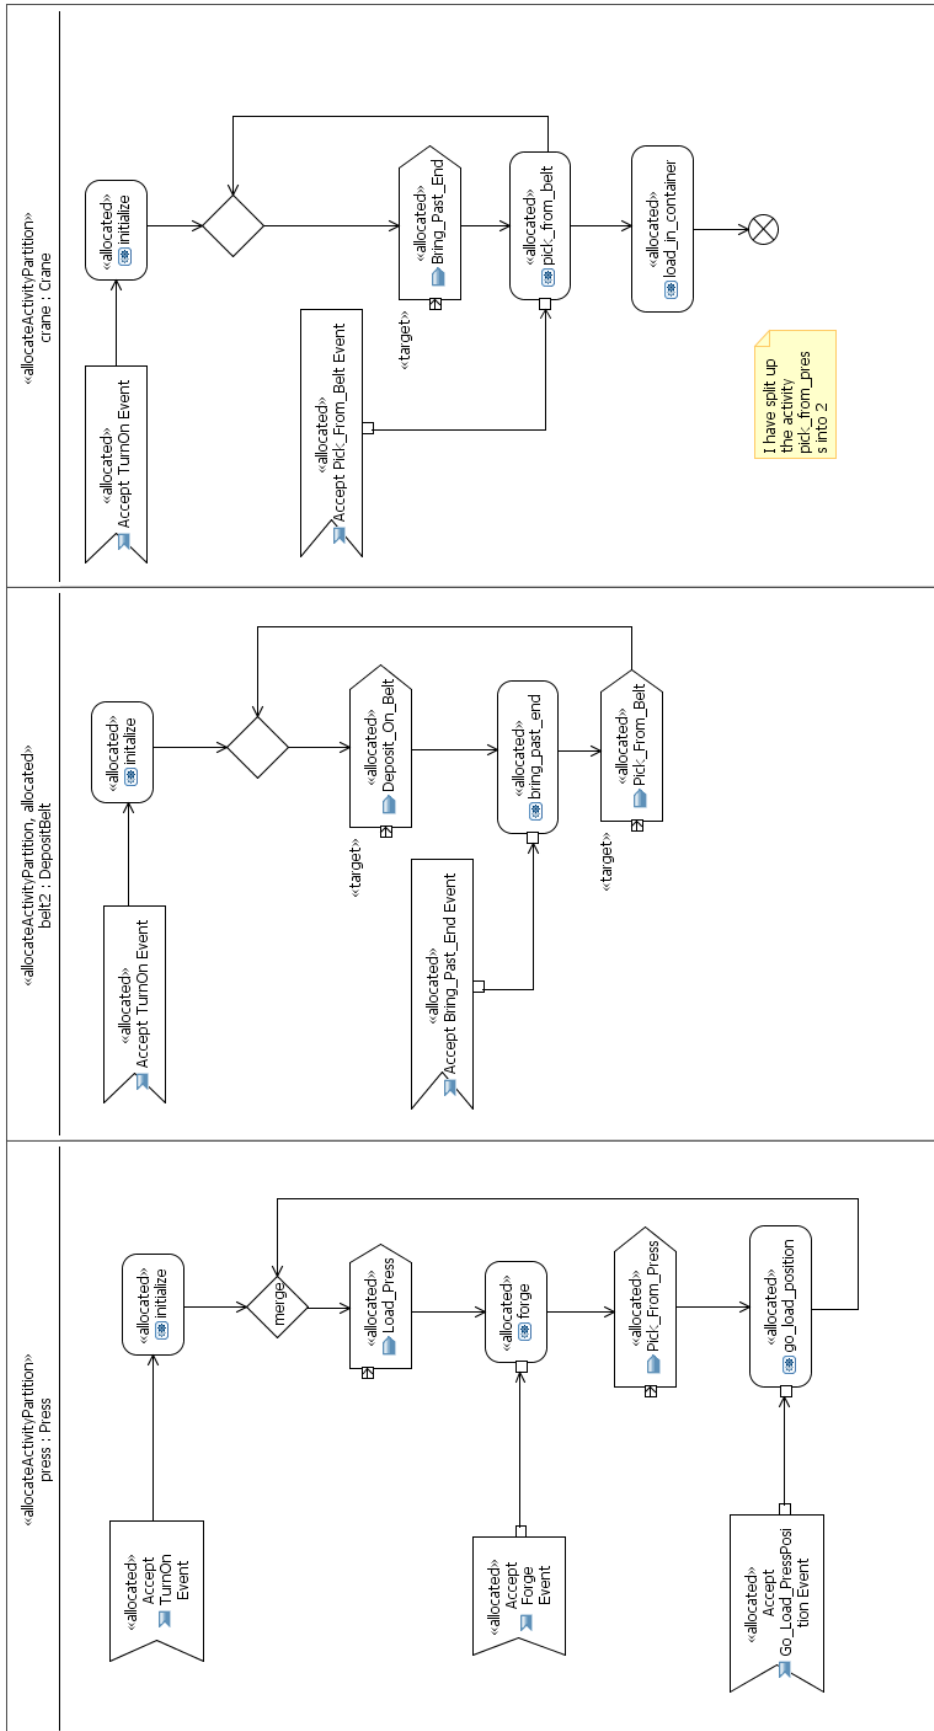 «allocateActivityPartition»
press : Press
«allocated»
Accept
TurnOn
Event
«allocated»
initialize
merge
«allocated»
Load_Press
«allocated»
Accept
Forge
Event
«allocated»
forge
«allocated»
Pick_From_Press
«allocated»
Accept
Go_Load_PressPosi
tion Event
«allocated»
go_load_position
«allocateActivityPartition, allocated»
belt2 : DepositBelt
«allocated»
Accept TurnOn Event
«allocated»
initalize
«target»
«allocated»
Deposit_On_Belt
«allocated»
Accept Bring_Past_End Event
«allocated»
bring_past_end
«target»
«allocated»
Pick_From_Belt
«allocateActivityPartition»
crane : Crane
«allocated»
Accept TurnOn Event
«allocated»
initialize
«allocated»
Accept Pick_From_Belt Event
«target»
«allocated»
Bring_Past_End
«allocated»
pick_from_belt
«allocated»
load_in_container
I have split up
the activity
pick_from_pres
s into 2